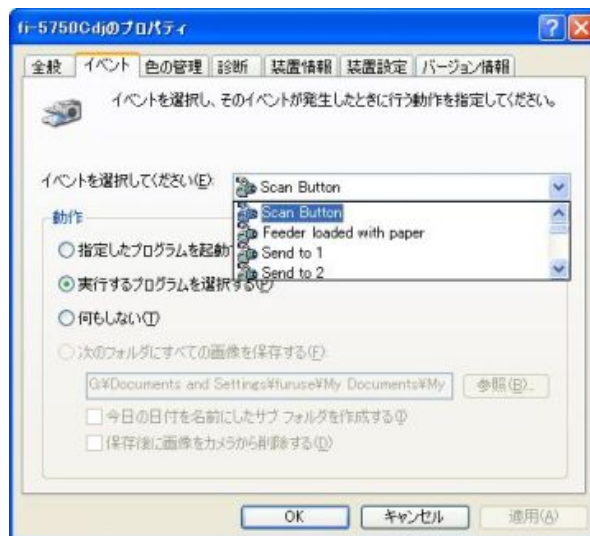 fi-5750Cdjのプロパティ
全般 イベント 色の管理 診断 装置情報 装置設定 バージョン情報
イベントを選択し、そのイベントが発生したときに行う動作を指定してください。
イベントを選択してください(E): Scan Button
Scan Button
Feeder loaded with paper
Send to 1
Send to 2
動作
指定したプログラムを起動
実行するプログラムを選択する(P)
何もしない(T)
次のフォルダにすべての画像を保存する(F)
G:¥Documents and Settings¥furuse¥My Documents¥My 参照(B)...
今日の日付を名前にしたサブ フォルダを作成する(I)
保存後に画像をカメラから削除する(D)
OK キャンセル 適用(A)